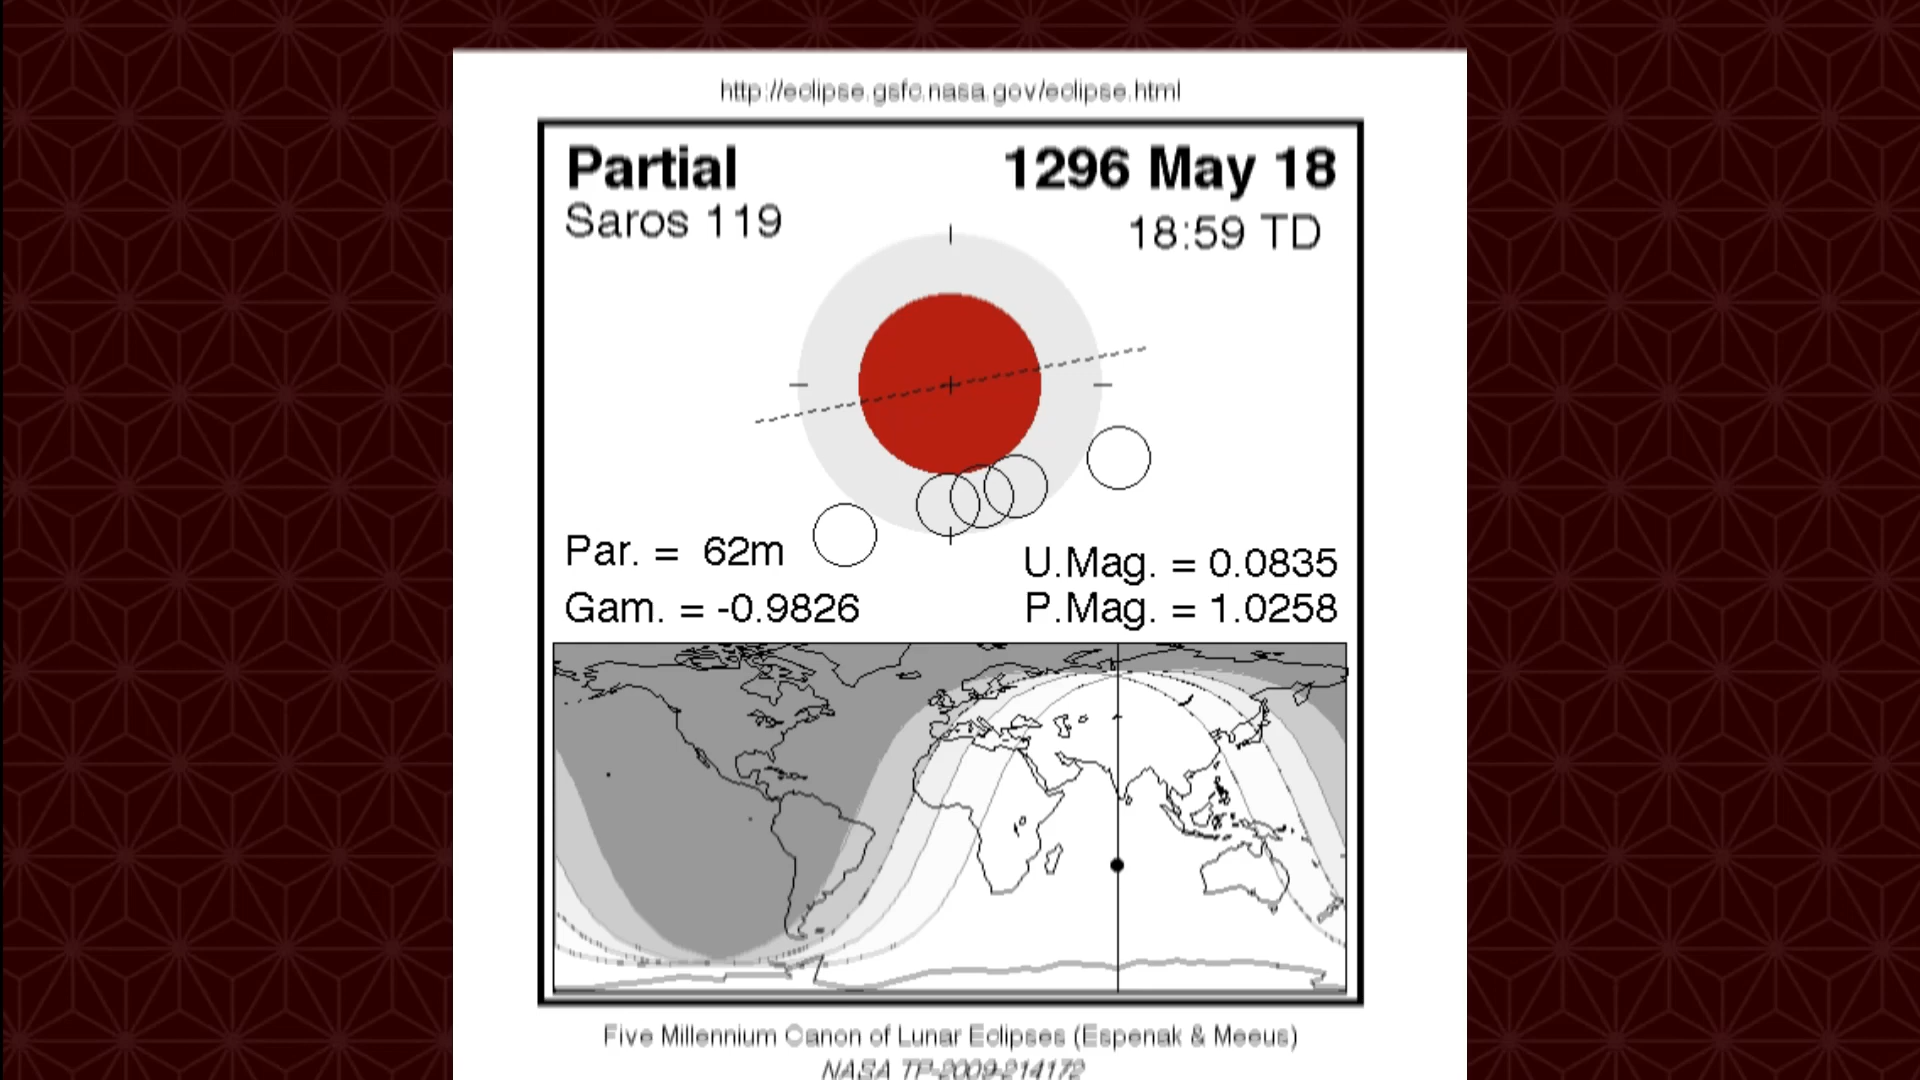 http://eclipse.gsfc.nasa.gov/eclipse.html
Partial
1296 May 18
Saros 119
18:59 TD
Par. = 62m
U.Mag. = 0.0835
Gam. = -0.9826
P.Mag. = 1.0258
Five Millennium Canon of Lunar Eclipses (Espenak & Meeus)
NASA TP-2009-214172